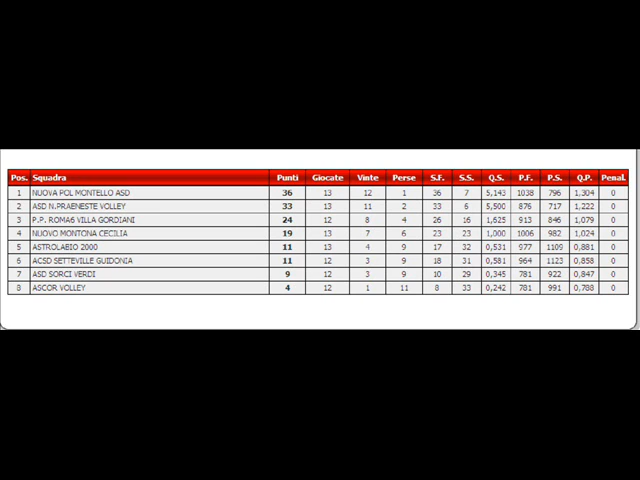 Pos. Squadra Punti Giocate Vinte Perse S.F. S.S. Q.S. P.F. P.S. Q.P. Penal.
1 NUOVA POL MONTELLO ASD 36 13 12 1 36 7 5,143 1038 796 1,304 0
2 ASD N.PRAENESTE VOLLEY 33 13 11 2 33 6 5,500 876 717 1,222 0
3 P.P. ROMA6 VILLA GORDIANI 24 12 8 4 26 16 1,625 913 846 1,079 0
4 NUOVO MONTONA CECILIA 19 13 7 6 23 23 1,000 1006 982 1,024 0
5 ASTROLABIO 2000 11 13 4 9 17 32 0,531 977 1109 0,881 0
6 ACSD SETTEVILLE GUIDONIA 11 12 3 9 18 31 0,581 964 1123 0,858 0
7 ASD SORCI VERDI 9 12 3 9 10 29 0,345 781 922 0,847 0
8 ASCOR VOLLEY 4 12 1 11 8 33 0,242 781 991 0,788 0